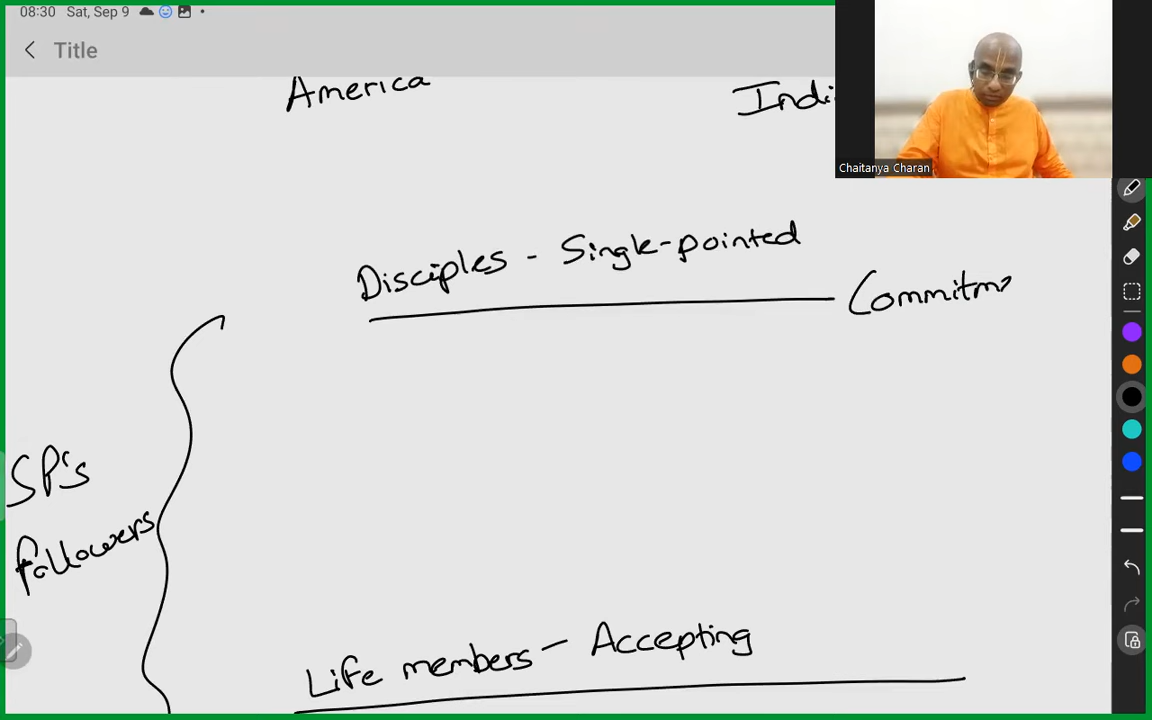 08:30 Sat, Sep 9
Title
America
Chaitanya Charan
Disciples - Single-pointed
SP's
followers
Life members - Accepting